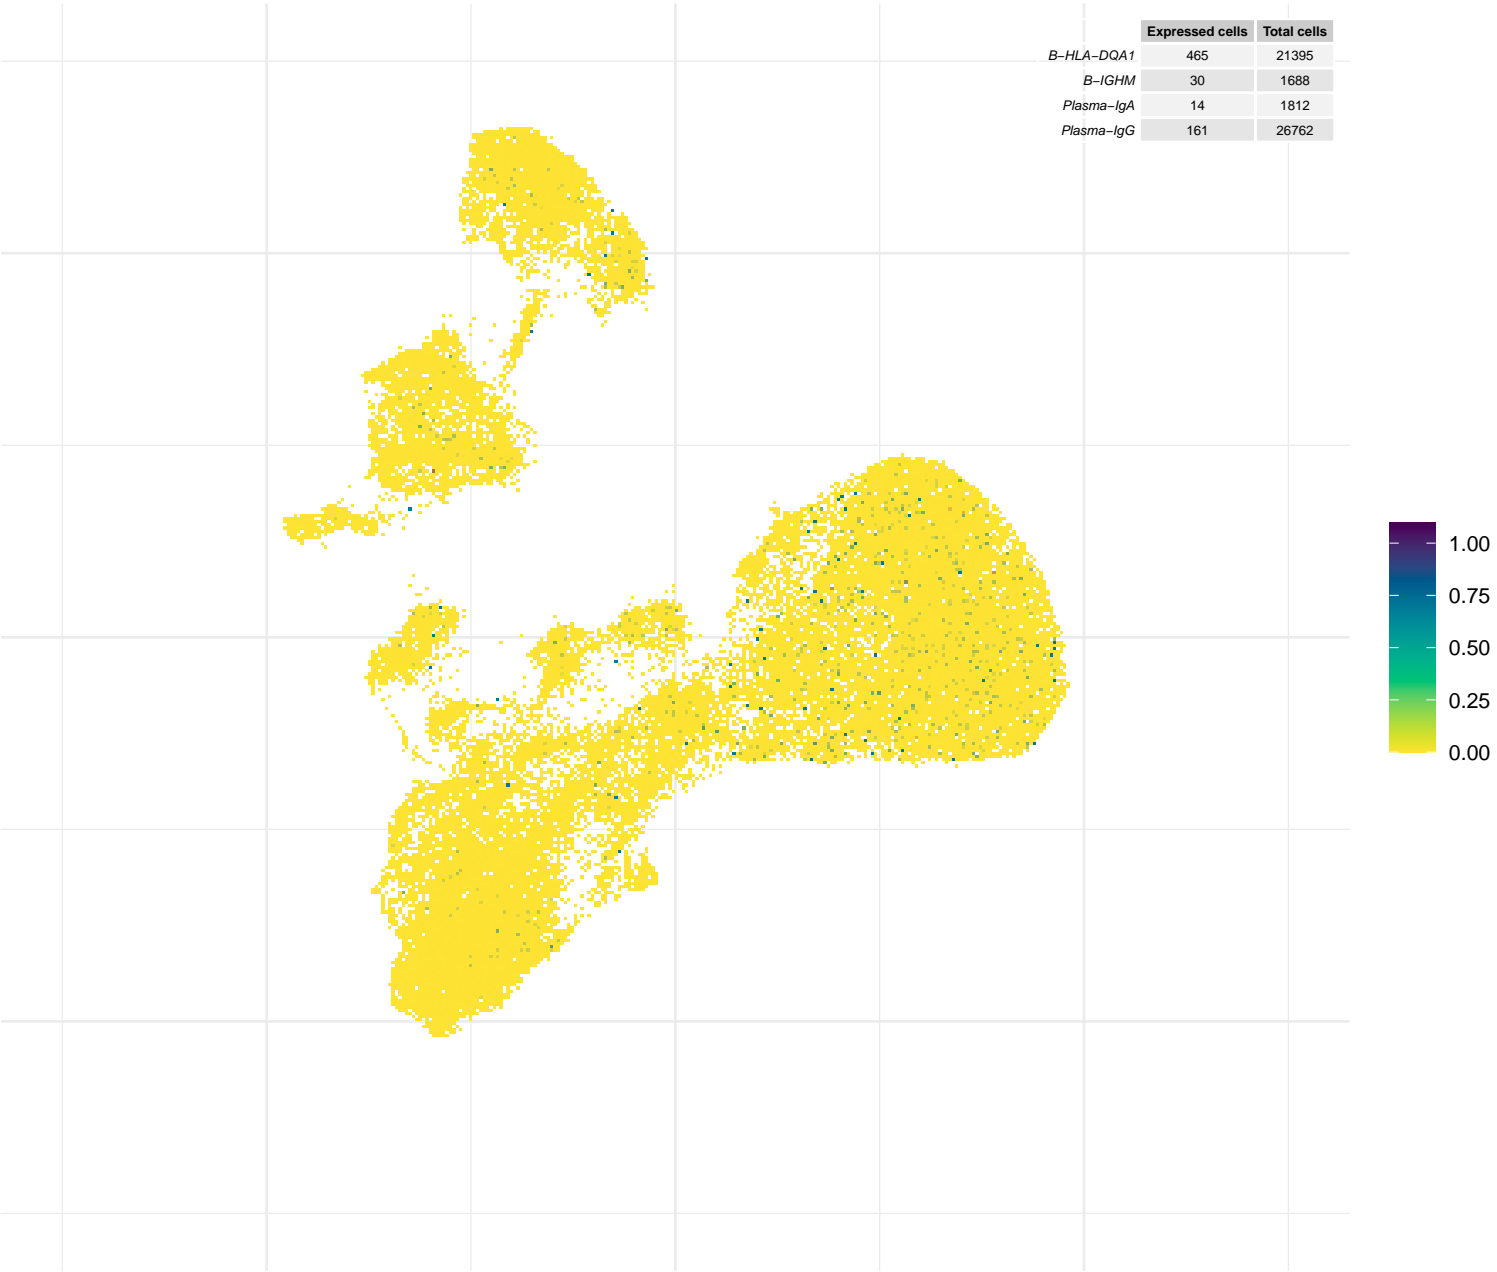 Expressed cells Total cells
B−HLA−DQA1 465 21395
B−IGHM 30 1688
Plasma−IgA 14 1812
Plasma−IgG 161 26762
1.00
0.75
0.50
0.25
0.00